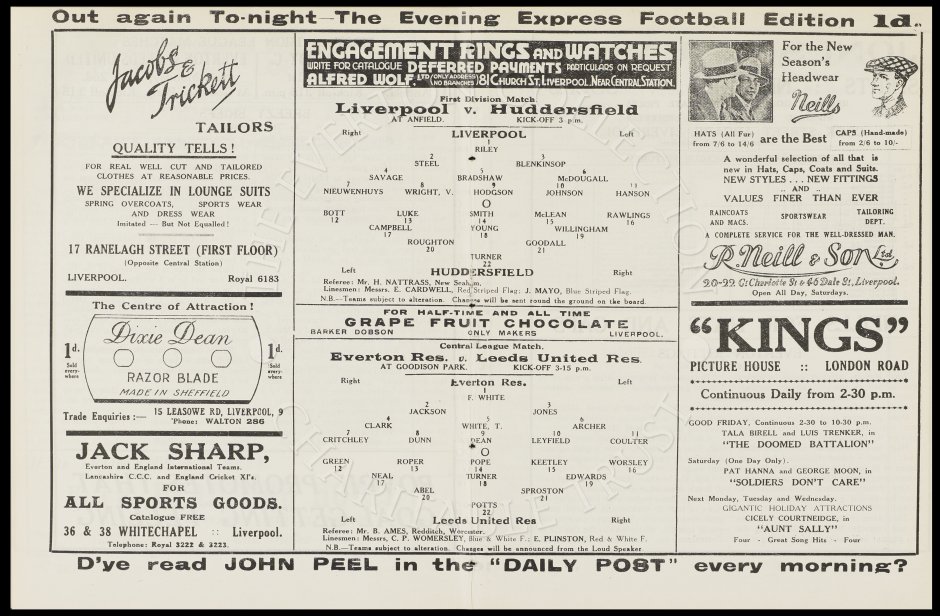 Out again To-night—The Evening Express Football Edition 1d.
Jacobs &
Trickett
TAILORS
QUALITY TELLS!
FOR REAL WELL CUT AND TAILORED
CLOTHES AT REASONABLE PRICES.
WE SPECIALIZE IN LOUNGE SUITS
SPRING OVERCOATS, SPORTS WEAR
AND DRESS WEAR
Imitated — But Not Equalled!
17 RANELAGH STREET (FIRST FLOOR)
(Opposite Central Station)
LIVERPOOL. Royal 6183
The Centre of Attraction!
Dixie Dean
1d. 1d.
Sold every-where
Sold every-where
RAZOR BLADE
MADE IN SHEFFIELD
Trade Enquiries:— 15 LEASOWE RD, LIVERPOOL, 9
'Phone: WALTON 286
JACK SHARP,
Everton and England International Teams.
Lancashire C.C.C. and England Cricket XI's.
FOR
ALL SPORTS GOODS.
Catalogue FREE
36 & 38 WHITECHAPEL :: Liverpool.
Telephone: Royal 3222 & 3223.
ENGAGEMENT RINGS AND WATCHES
WRITE FOR CATALOGUE DEFERRED PAYMENTS PARTICULARS ON REQUEST
ALFRED WOLF, LTD (ONLY ADDRESS) (NO BRANCHES) 81 CHURCH ST. LIVERPOOL. NEAR CENTRAL STATION.
First Division Match.
Liverpool v. Huddersfield
AT ANFIELD. KICK-OFF 3 p.m.
Right LIVERPOOL Left
1
RILEY
2 3
STEEL BLENKINSOP
4 5 6
SAVAGE BRADSHAW McDOUGALL
7 8 9 10 11
NIEUWENHUYS WRIGHT, V. HODGSON JOHNSON HANSON
O
BOTT LUKE SMITH McLEAN RAWLINGS
12 13 14 15 16
CAMPBELL YOUNG WILLINGHAM
17 18 19
ROUGHTON GOODALL
20 21
TURNER
22
Left HUDDERSFIELD Right
Referee: Mr. H. NATTRASS, New Seaham.
Linesmen: Messrs. E. CARDWELL, Red Striped Flag; J. MAYO, Blue Striped Flag.
N.B.—Teams subject to alteration. Changes will be sent round the ground on the board.
FOR HALF-TIME AND ALL TIME
GRAPE FRUIT CHOCOLATE
BARKER DOBSON ONLY MAKERS LIVERPOOL.
Central League Match.
Everton Res. v. Leeds United Res.
AT GOODISON PARK. KICK-OFF 3-15 p.m.
Right Everton Res. Left
1
F. WHITE
2 3
JACKSON JONES
4 5 6
CLARK WHITE, T. ARCHER
7 8 9 10 11
CRITCHLEY DUNN DEAN LEYFIELD COULTER
O
GREEN ROPER POPE KEETLEY WORSLEY
12 13 14 15 16
NEAL TURNER EDWARDS
17 18 19
ABEL SPROSTON
20 21
POTTS
22
Left Leeds United Res Right
Referee: Mr. B. AMES, Redditch, Worcester.
Linesmen: Messrs, C. P. WOMERSLEY, Blue & White F.: E. PLINSTON, Red & White F.
N.B.—Teams subject to alteration. Changes will be announced from the Loud Speaker
For the New
Season's
Headwear
Neills
HATS (All Fur)
from 7/6 to 14/6
are the Best
CAPS (Hand-made)
from 2/6 to 10/-
A wonderful selection of all that is
new in Hats, Caps, Coats and Suits.
NEW STYLES ... NEW FITTINGS
.. AND ..
VALUES FINER THAN EVER
RAINCOATS
AND MACS.
SPORTSWEAR
TAILORING
DEPT.
A COMPLETE SERVICE FOR THE WELL-DRESSED MAN.
R. Neill & Son Ltd.
20-22 Gt. Charlotte St & 46 Dale St, Liverpool.
Open All Day, Saturdays.
"KINGS"
PICTURE HOUSE :: LONDON ROAD
Continuous Daily from 2-30 p.m.
GOOD FRIDAY, Continuous 2-30 to 10-30 p.m.
TALA BIRELL and LUIS TRENKER, in
"THE DOOMED BATTALION"
Saturday (One Day Only).
PAT HANNA and GEORGE MOON, in
"SOLDIERS DON'T CARE"
Next Monday, Tuesday and Wednesday.
GIGANTIC HOLIDAY ATTRACTIONS
CICELY COURTNEIDGE, in
"AUNT SALLY"
Four - Great Song Hits - Four
D'ye read JOHN PEEL in the "DAILY POST" every morning?